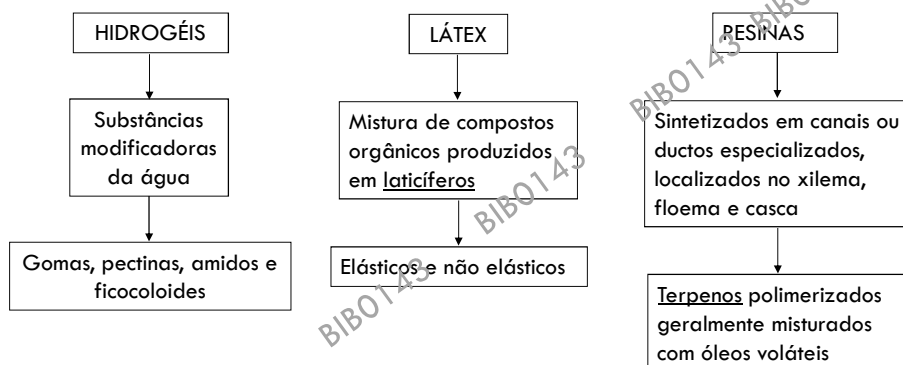 HIDROGÉIS
Substâncias
modificadoras
da água
Gomas, pectinas, amidos e
ficocoloides
LÁTEX
Mistura de compostos
orgânicos produzidos
em laticíferos
Elásticos e não elásticos
RESINAS
Sintetizados em canais ou
ductos especializados,
localizados no xilema,
floema e casca
Terpenos polimerizados
geralmente misturados
com óleos voláteis
BIBO143 BIBO143 BIBO143 BIBO